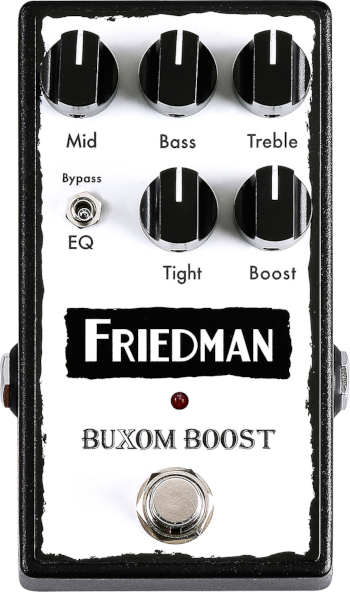 Mid Bass Treble
Bypass
EQ
Tight Boost
FRIEDMAN
BUXOM BOOST